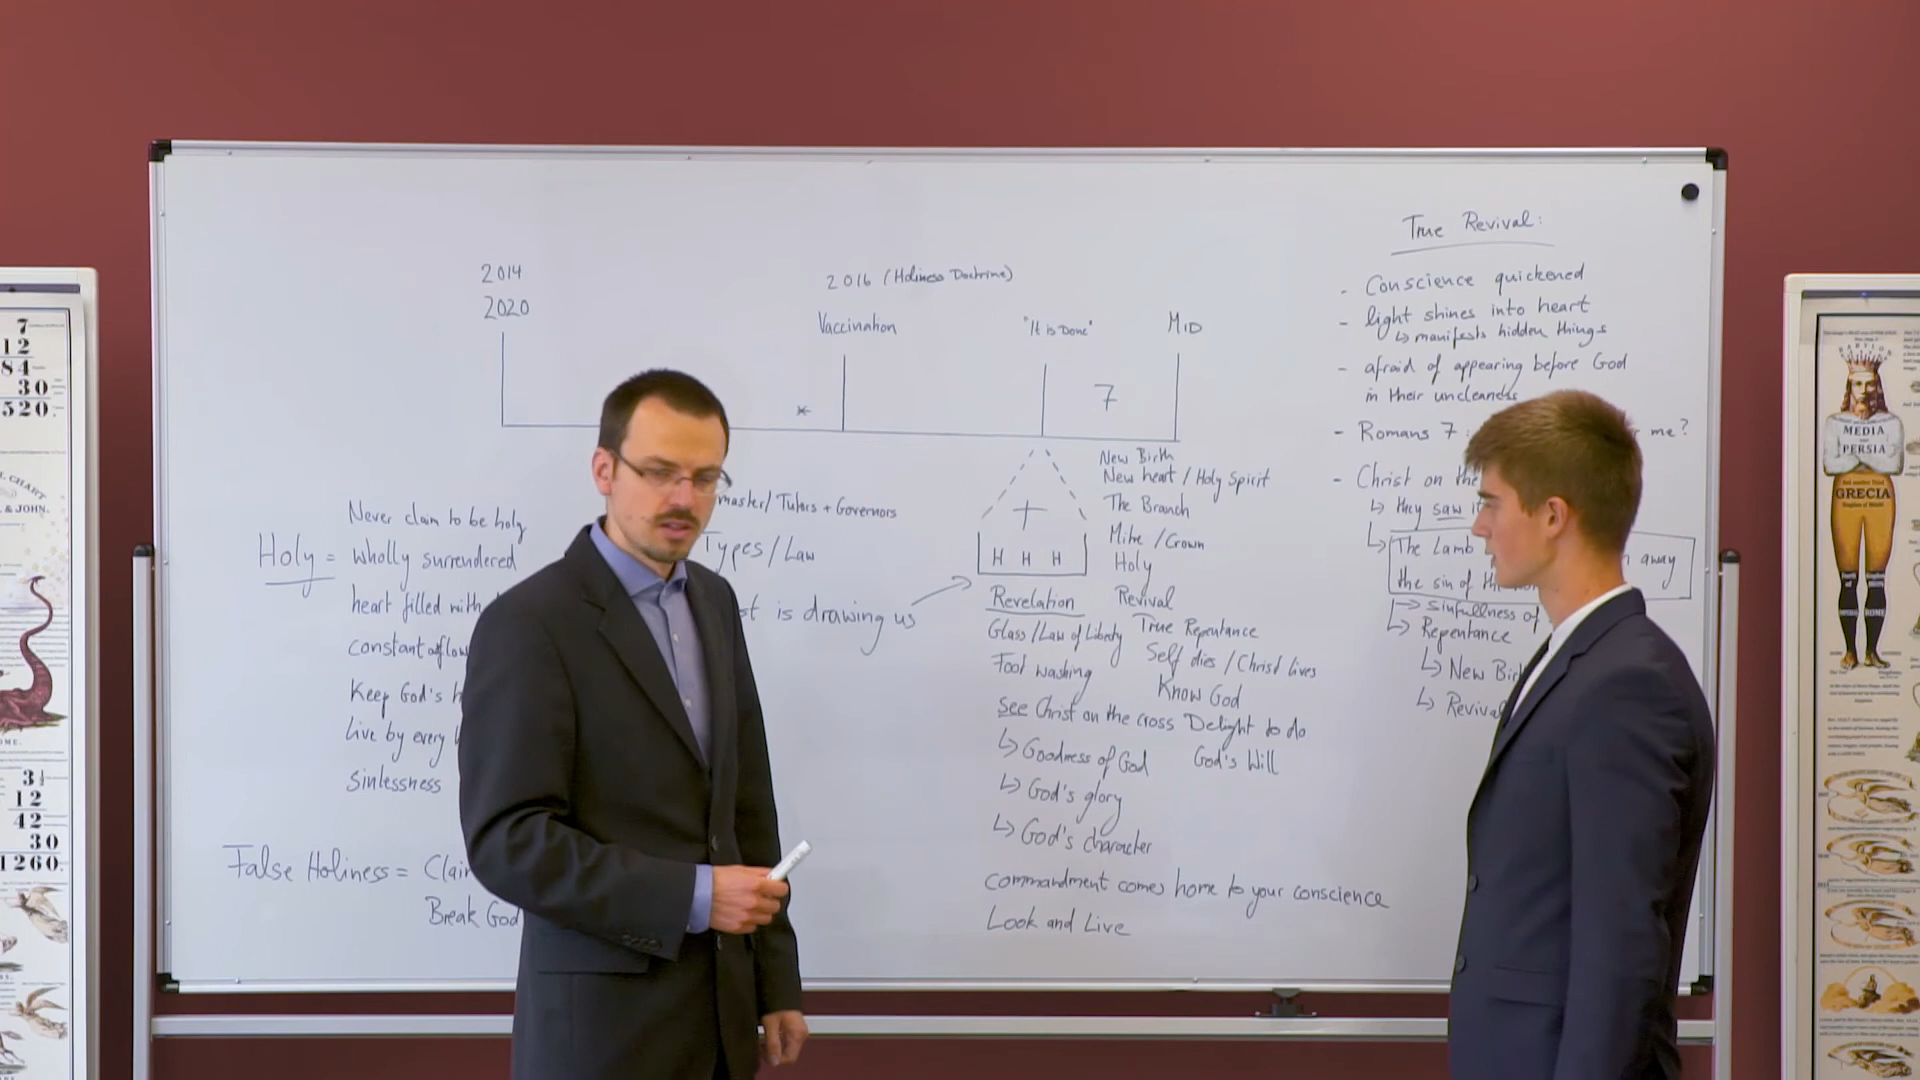 2014
2020
2016 (Holiness Doctrine)
Vaccination
"It is Done"
MID
7
master/ Tutors + Governors
Types/Law
is drawing us
Never claim to be holy
Holy = wholly surrendered
heart filled with
constant
Keep God's
Live by every
Sinlessness
False Holiness =
Break God
H H H
Revelation
Glass/Law of Liberty
Foot washing
See Christ on the cross
↳ Goodness of God
↳ God's glory
↳ God's character
Commandment comes home to your conscience
Look and Live
New Birth
New heart / Holy Spirit
The Branch
Mitre / Crown
Holy
Revival
True Repentance
Self dies / Christ lives
Know God
Delight to do
God's Will
True Revival:
- Conscience quickened
- light shines into heart
↳ manifests hidden things
- afraid of appearing before God
in their uncleanness
- Romans 7 me?
- Christ on the
↳ they saw
↳ The Lamb away
the sin of
↳ sinfullness of
↳ Repentance
↳ New
↳ Revival
7
12
84
30
520.
CHART
& JOHN.
3½
12
42
30
1260.
BABYLON
MEDIA
PERSIA
GRECIA
ROME